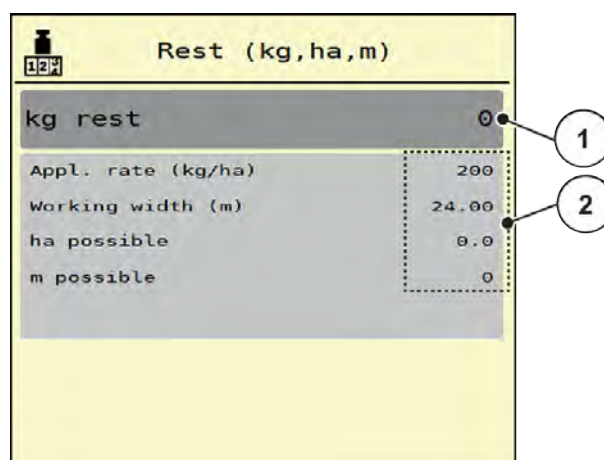 123
Rest (kg,ha,m)
kg rest 0
1
Appl. rate (kg/ha) 200
Working width (m) 24.00
2
ha possible 0.0
m possible 0